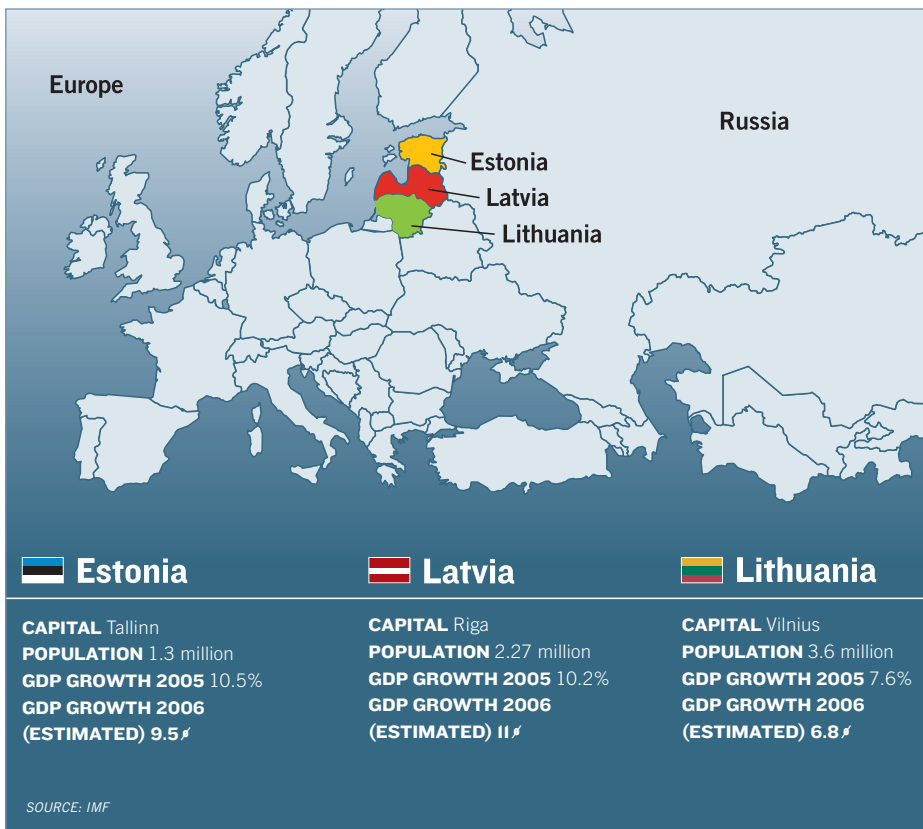 Europe
Russia
Estonia
Latvia
Lithuania
Estonia
CAPITAL Tallinn
POPULATION 1.3 million
GDP GROWTH 2005 10.5%
GDP GROWTH 2006
(ESTIMATED) 9.5
Latvia
CAPITAL Riga
POPULATION 2.27 million
GDP GROWTH 2005 10.2%
GDP GROWTH 2006
(ESTIMATED) 11
Lithuania
CAPITAL Vilnius
POPULATION 3.6 million
GDP GROWTH 2005 7.6%
GDP GROWTH 2006
(ESTIMATED) 6.8
SOURCE: IMF